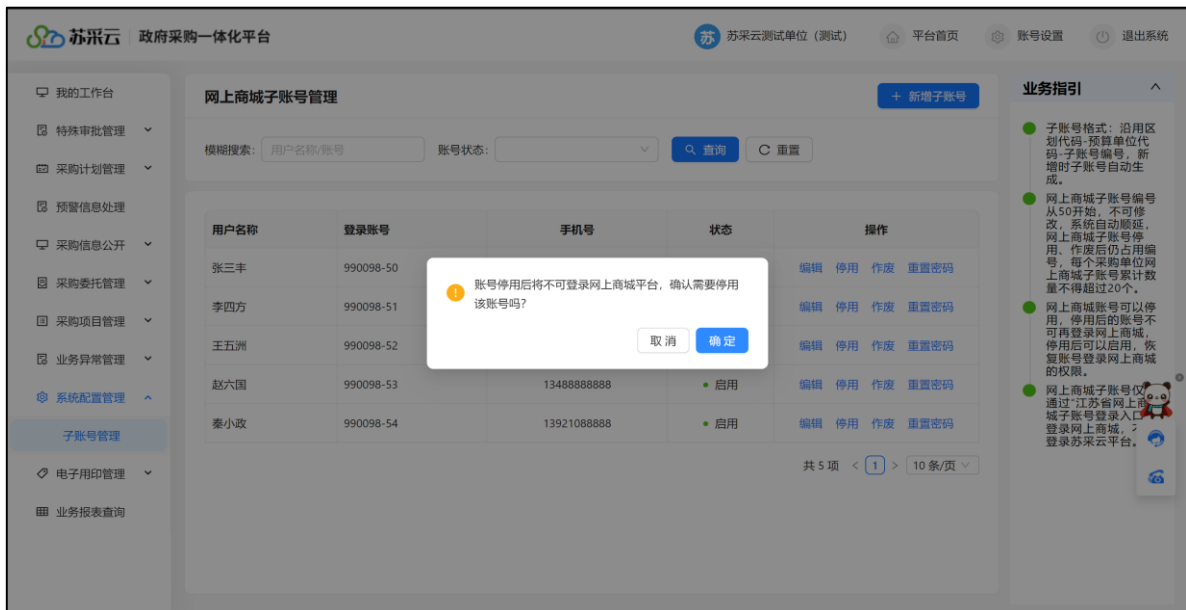 苏采云 政府采购一体化平台
苏 苏采云测试单位（测试） 平台首页 账号设置 退出系统
我的工作台
特殊审批管理
采购计划管理
预警信息处理
采购信息公开
采购委托管理
采购项目管理
业务异常管理
系统配置管理
子账号管理
电子用印管理
业务报表查询
网上商城子账号管理
+ 新增子账号
模糊搜索: 用户名称/账号 账号状态: 查询 重置
用户名称 登录账号 手机号 状态 操作
张三丰 990098-50 编辑 停用 作废 重置密码
李四方 990098-51 编辑 停用 作废 重置密码
王五洲 990098-52 编辑 停用 作废 重置密码
赵六国 990098-53 13488888888 启用 编辑 停用 作废 重置密码
秦小政 990098-54 13921088888 启用 编辑 停用 作废 重置密码
共 5 项 < 1 > 10 条/页
账号停用后将不可登录网上商城平台，确认需要停用
该账号吗？
取 消 确 定
业务指引
子账号格式：沿用区
划代码-预算单位代
码-子账号编号，新
增时子账号自动生
成。
网上商城子账号编号
从50开始，不可修
改，系统自动顺延，
网上商城子账号停
用、作废后仍占用编
号，每个采购单位网
上商城子账号累计数
量不得超过20个。
网上商城账号可以停
用，停用后的账号不
可再登录网上商城，
停用后可以启用，恢
复账号登录网上商城
的权限。
网上商城子账号仅
通过“江苏省网上商
城子账号登录入口
登录网上商城，
登录苏采云平台。